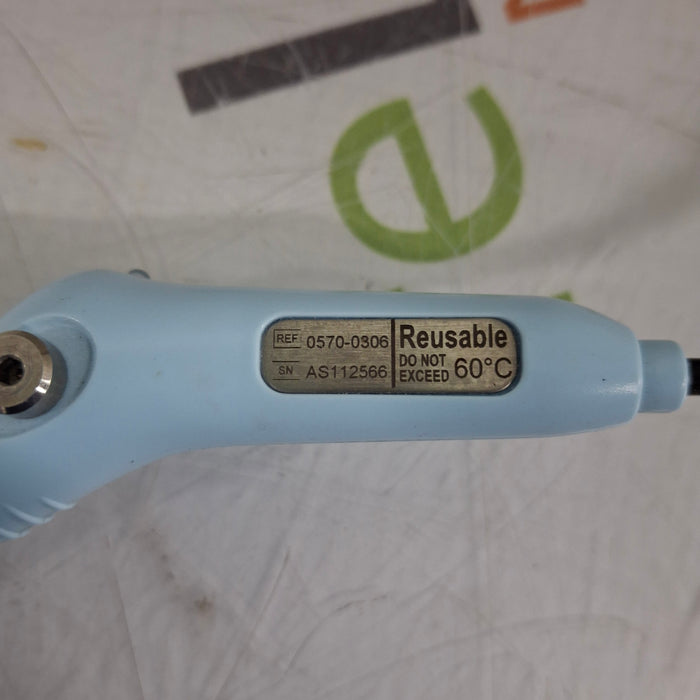 REF 0570-0306
SN AS112566
Reusable
DO NOT
EXCEED 60°C
e